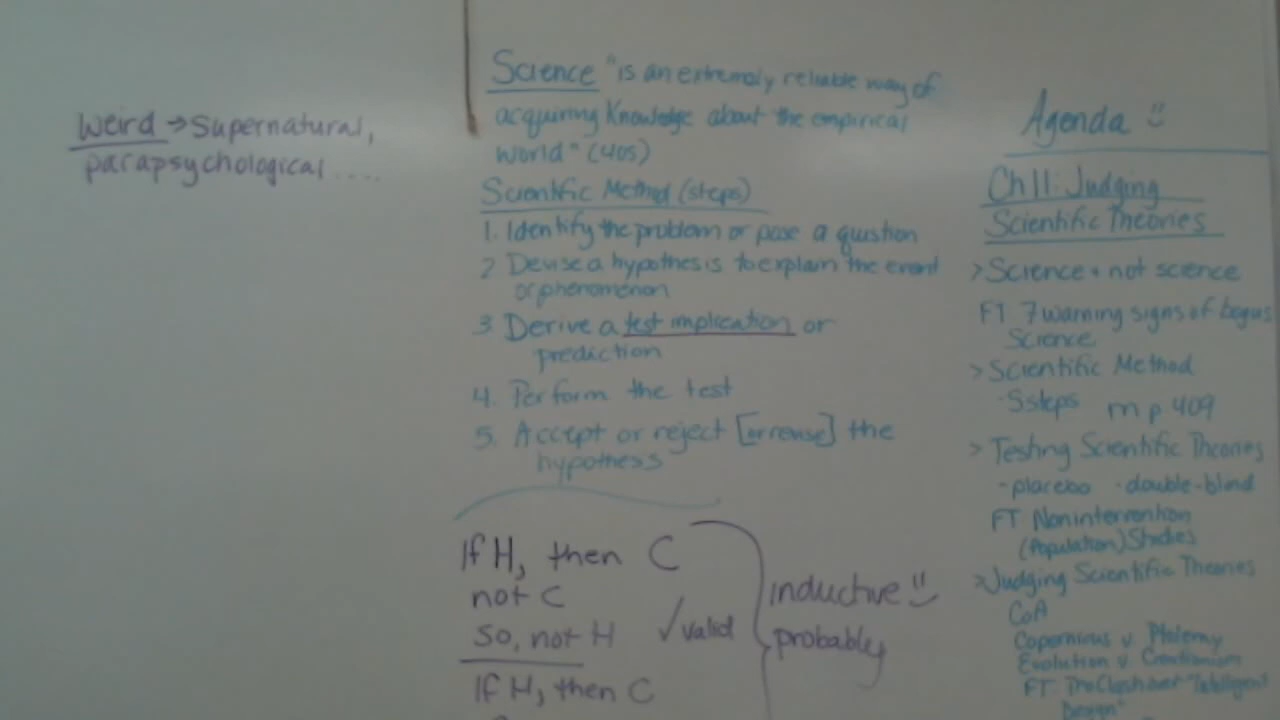 weird → supernatural,
parapsychological ....
Science "is an extremely reliable way of
acquiring knowledge about the empirical
world" (405)
Scientific Method (steps)
1. Identify the problem or pose a question
2 Devise a hypothesis to explain the event
or phenomenon
3 Derive a test implication or
prediction
4. Perform the test
5. Accept or reject [or revise] the
hypothesis
If H, then C
not C
So, not H ✓valid
If H, then C
inductive
probably
Agenda
Ch 11: Judging
Scientific Theories
> Science + not science
FT 7 warning signs of bogus
Science
> Scientific Method
-5 steps m p 409
> Testing Scientific Theories
-placebo -double-blind
FT Nonintervention
(Population) Studies
> Judging Scientific Theories
CoA
Copernicus v. Ptolemy
Evolution v. Creationism
FT The Clash over "Intelligent
Design"